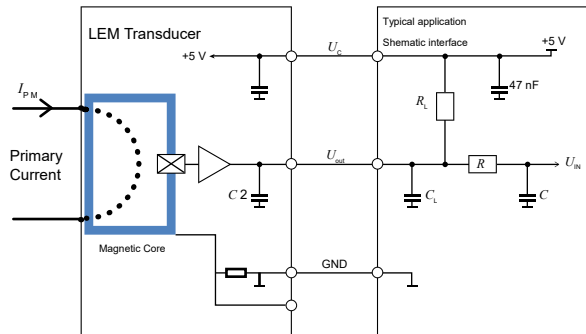 LEM Transducer
Typical application
Shematic interface
+5 V
U_C
+5 V
I_PM
R_L
47 nF
Primary
Current
U_out
R
U_IN
C 2
C_L
C
Magnetic Core
GND